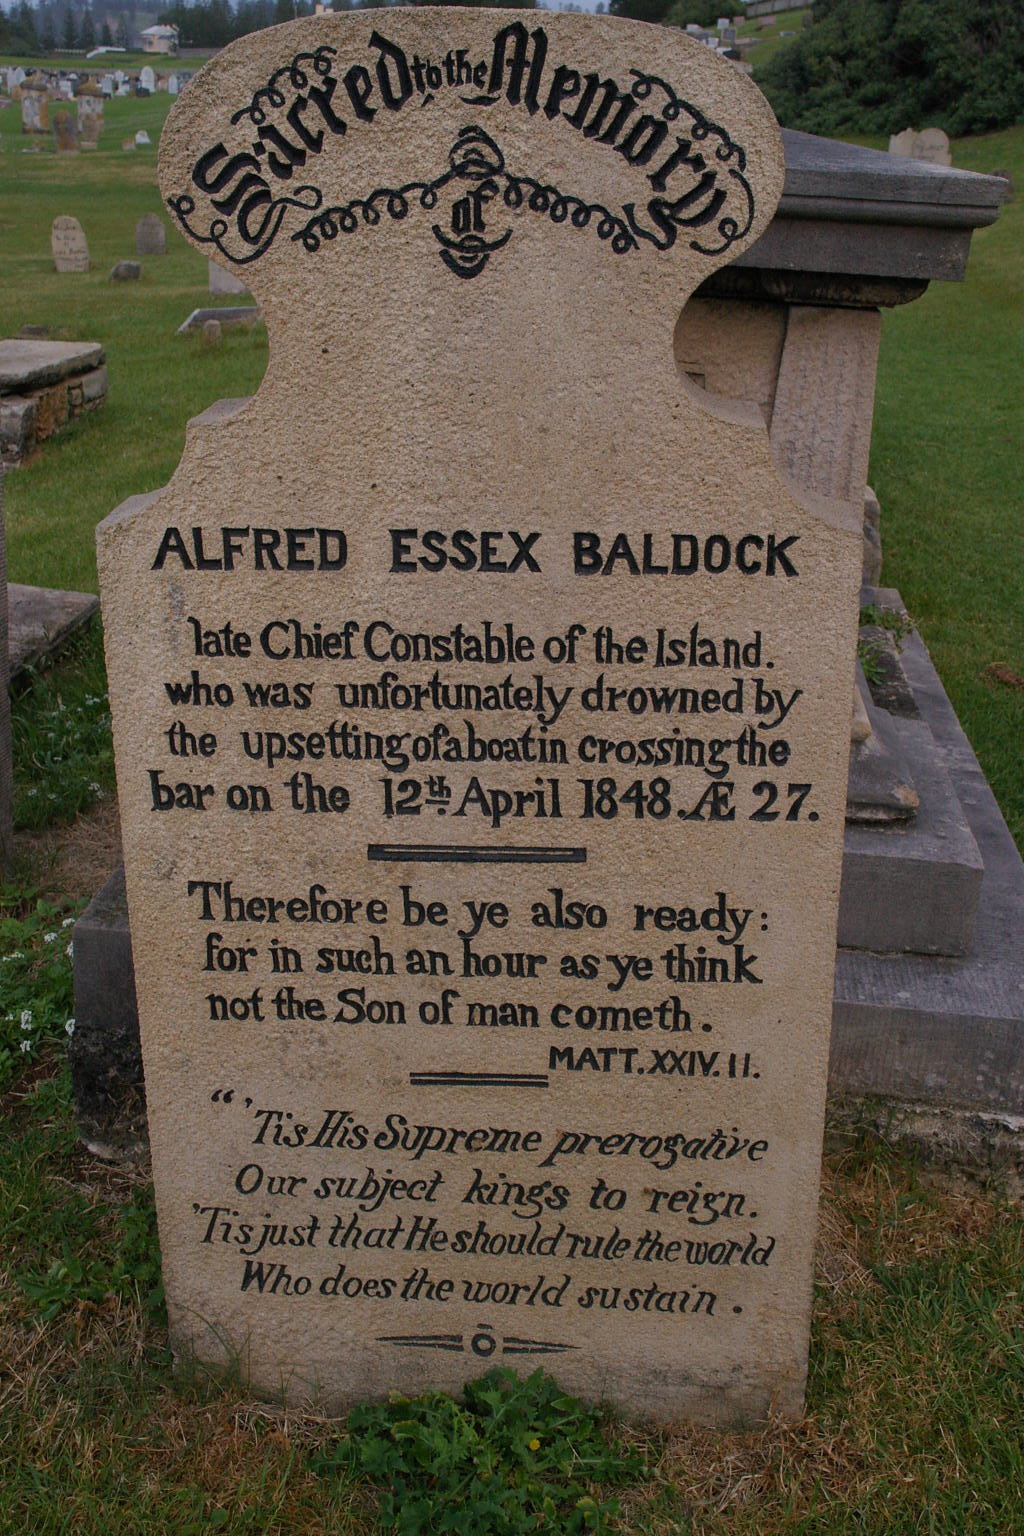 Sacred to the Memory
of
ALFRED ESSEX BALDOCK
late Chief Constable of the Island.
who was unfortunately drowned by
the upsetting of a boat in crossing the
bar on the 12th April 1848. Æ 27.
Therefore be ye also ready:
for in such an hour as ye think
not the Son of man cometh.
MATT. XXIV. 11.
“ 'Tis His Supreme prerogative
Our subject kings to reign.
'Tis just that He should rule the world
Who does the world sustain.